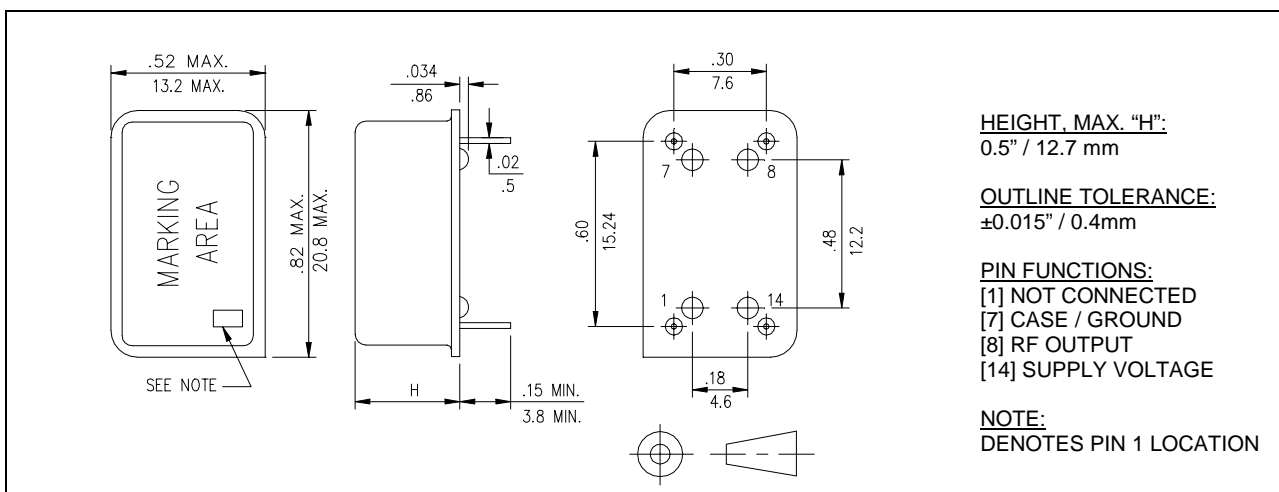 .52 MAX.
13.2 MAX.
MARKING
AREA
.82 MAX.
20.8 MAX.
SEE NOTE
.034
.86
.02
.5
H
.15 MIN.
3.8 MIN.
.30
7.6
7
8
.60
15.24
.48
12.2
1
14
.18
4.6
HEIGHT, MAX. “H”:
0.5” / 12.7 mm
OUTLINE TOLERANCE:
±0.015” / 0.4mm
PIN FUNCTIONS:
[1] NOT CONNECTED
[7] CASE / GROUND
[8] RF OUTPUT
[14] SUPPLY VOLTAGE
NOTE:
DENOTES PIN 1 LOCATION